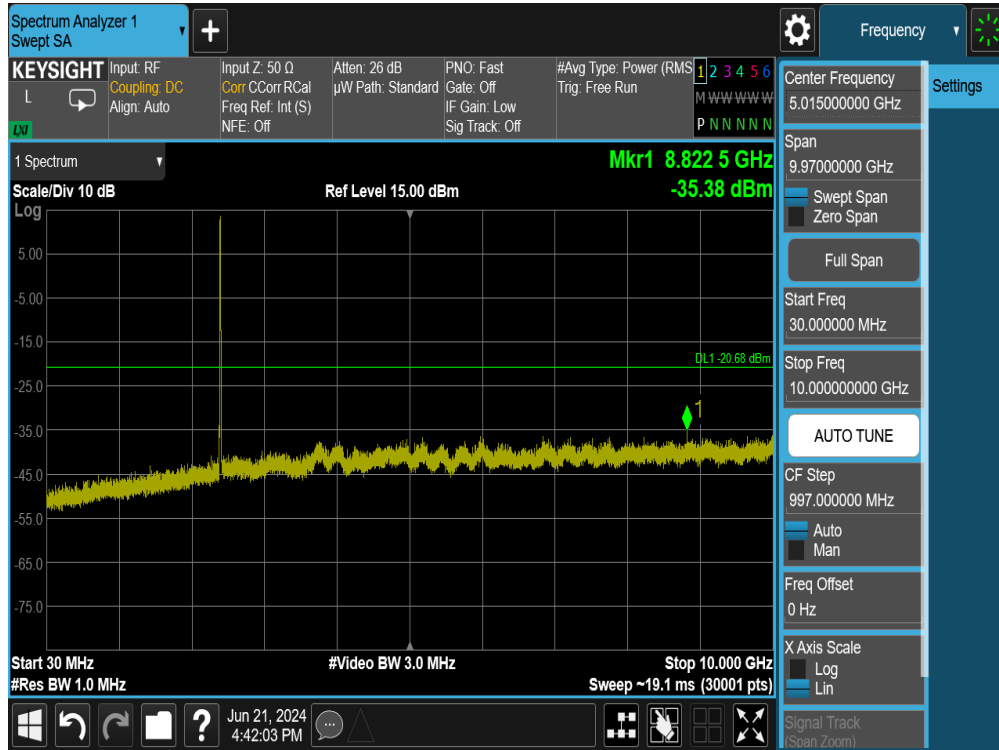 Spectrum Analyzer 1
Swept SA
+
Frequency
KEYSIGHT
L
LXI
Input: RF
Coupling: DC
Align: Auto
Input Z: 50 Ω
Corr CCorr RCal
Freq Ref: Int (S)
NFE: Off
Atten: 26 dB
µW Path: Standard
PNO: Fast
Gate: Off
IF Gain: Low
Sig Track: Off
#Avg Type: Power (RMS
Trig: Free Run
1 2 3 4 5 6
M W W W W W
P N N N N N
Settings
Center Frequency
5.015000000 GHz
Span
9.97000000 GHz
Swept Span
Zero Span
Full Span
Start Freq
30.000000 MHz
Stop Freq
10.000000000 GHz
AUTO TUNE
CF Step
997.000000 MHz
Auto
Man
Freq Offset
0 Hz
X Axis Scale
Log
Lin
Signal Track
(Span Zoom)
1 Spectrum
Mkr1 8.822 5 GHz
-35.38 dBm
Scale/Div 10 dB
Ref Level 15.00 dBm
Log
5.00
-5.00
-15.0
DL1 -20.68 dBm
-25.0
1
-35.0
-45.0
-55.0
-65.0
-75.0
Start 30 MHz
#Video BW 3.0 MHz
Stop 10.000 GHz
#Res BW 1.0 MHz
Sweep ~19.1 ms (30001 pts)
?
Jun 21, 2024
4:42:03 PM